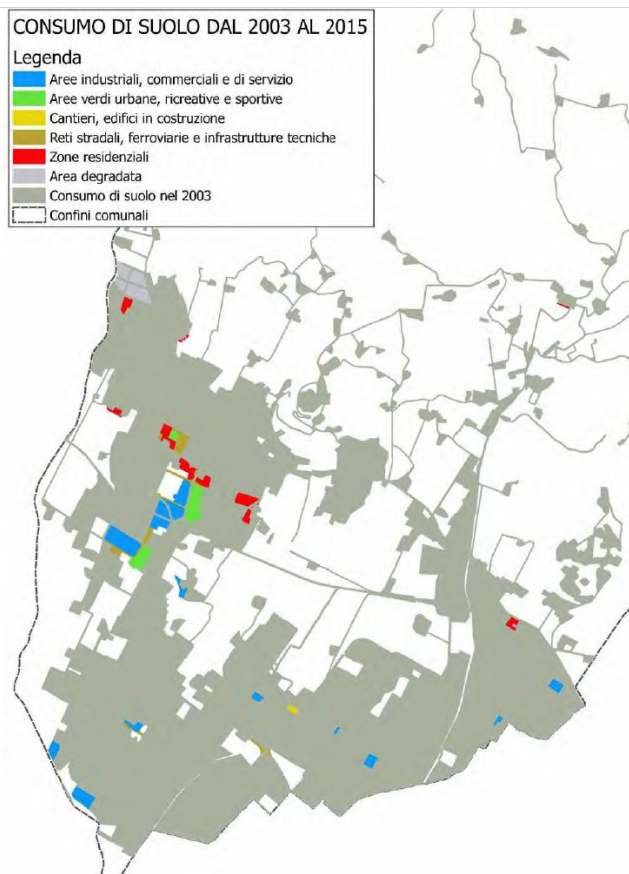 CONSUMO DI SUOLO DAL 2003 AL 2015
Legenda
Aree industriali, commerciali e di servizio
Aree verdi urbane, ricreative e sportive
Cantieri, edifici in costruzione
Reti stradali, ferroviarie e infrastrutture tecniche
Zone residenziali
Area degradata
Consumo di suolo nel 2003
Confini comunali